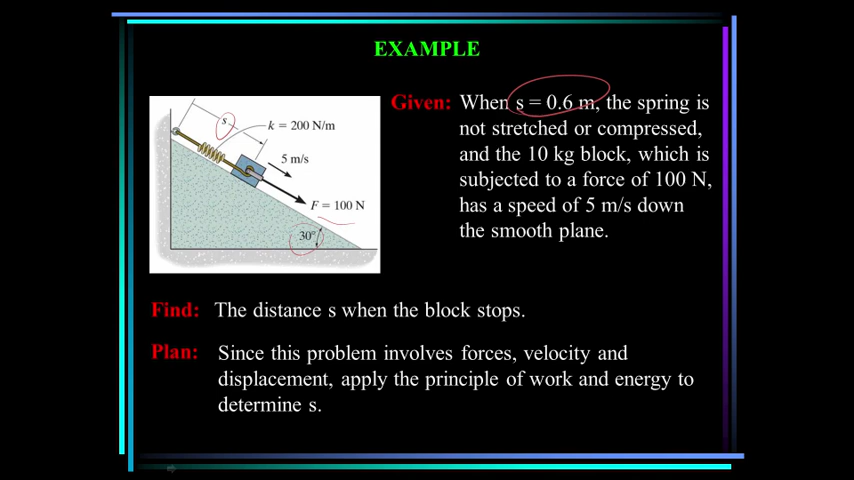 EXAMPLE
Given: When s = 0.6 m, the spring is
not stretched or compressed,
and the 10 kg block, which is
subjected to a force of 100 N,
has a speed of 5 m/s down
the smooth plane.
s
k = 200 N/m
5 m/s
F = 100 N
30°
Find: The distance s when the block stops.
Plan: Since this problem involves forces, velocity and
displacement, apply the principle of work and energy to
determine s.